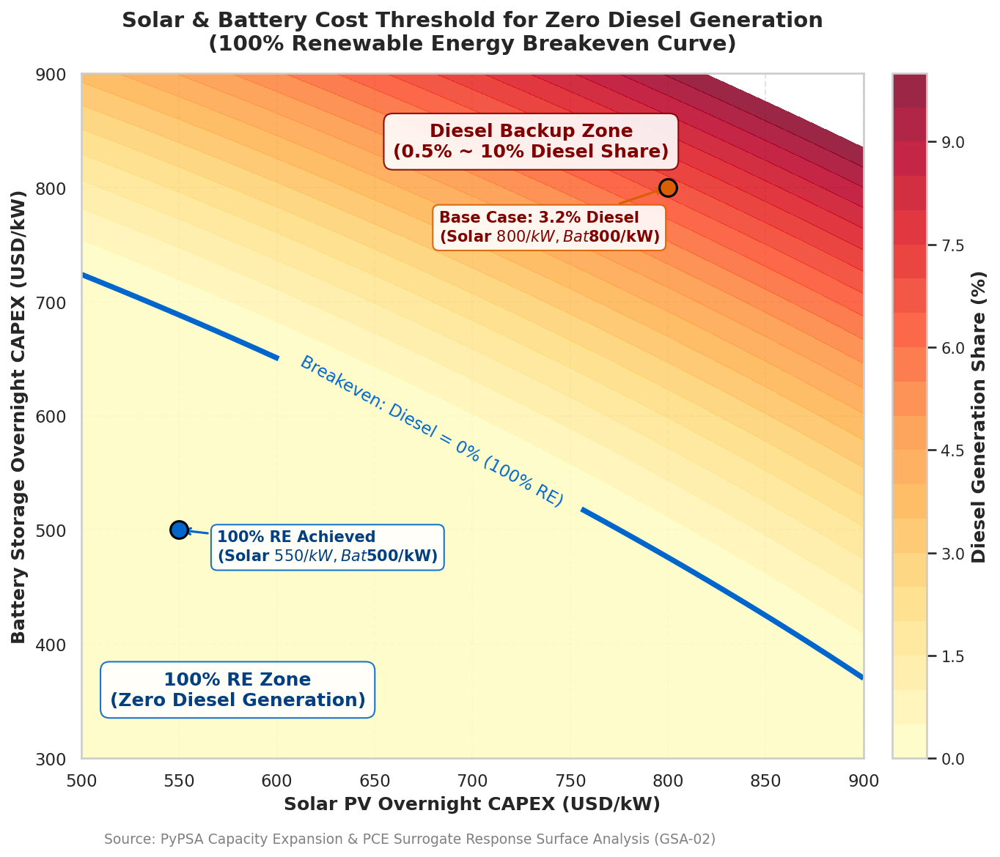 Solar & Battery Cost Threshold for Zero Diesel Generation
(100% Renewable Energy Breakeven Curve)
900
800
700
600
500
400
300
Battery Storage Overnight CAPEX (USD/kW)
Diesel Backup Zone
(0.5% ~ 10% Diesel Share)
Base Case: 3.2% Diesel
(Solar 800/kW, Bat800/kW)
Breakeven: Diesel = 0% (100% RE)
100% RE Achieved
(Solar 550/kW, Bat500/kW)
100% RE Zone
(Zero Diesel Generation)
500
550
600
650
700
750
800
850
900
Solar PV Overnight CAPEX (USD/kW)
9.0
7.5
6.0
4.5
3.0
1.5
0.0
Diesel Generation Share (%)
Source: PyPSA Capacity Expansion & PCE Surrogate Response Surface Analysis (GSA-02)